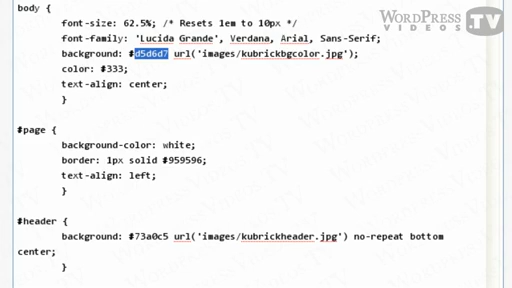 WORDPRESS TV
VIDEOS
body {
font-size: 62.5%; /* Resets 1em to 10px */
font-family: 'Lucida Grande', Verdana, Arial, Sans-Serif;
background: #d5d6d7 url('images/kubrickbgcolor.jpg');
color: #333;
text-align: center;
}
#page {
background-color: white;
border: 1px solid #959596;
text-align: left;
}
#header {
background: #73a0c5 url('images/kubrickheader.jpg') no-repeat bottom
center;
}